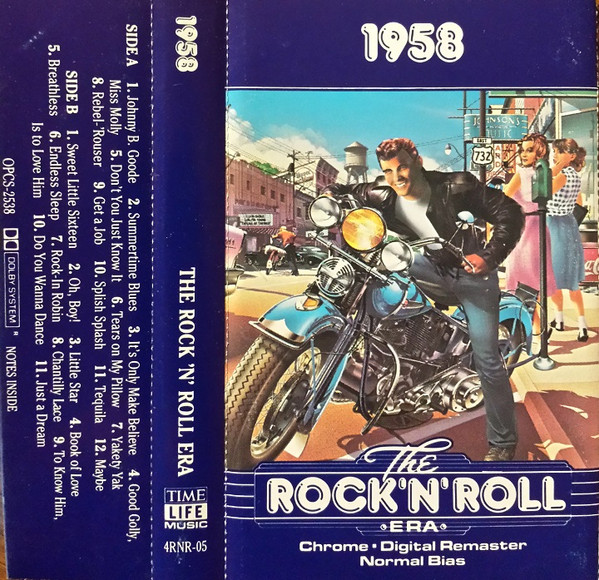 SIDE A 1. Johnny B. Goode 2. Summertime Blues 3. It's Only Make Believe 4. Good Golly,
Miss Molly 5. Don't You Just Know It 6. Tears on My Pillow 7. Yakety Yak
8. Rebel-'Rouser 9. Get a Job 10. Splish Splash 11. Tequila 12. Maybe
SIDE B 1. Sweet Little Sixteen 2. Oh, Boy! 3. Little Star 4. Book of Love
5. Breathless 6. Endless Sleep 7. Rock-In Robin 8. Chantilly Lace 9. To Know Him,
Is to Love Him 10. Do You Wanna Dance 11. Just a Dream
OPCS-2538 DOLBY SYSTEM ® NOTES INSIDE
1958
THE ROCK 'N' ROLL ERA
TIME
LIFE
MUSIC
4RNR-05
1958
JOHNSON'S
EAST
732
The
ROCK'N'ROLL
•ERA•
Chrome • Digital Remaster
Normal Bias